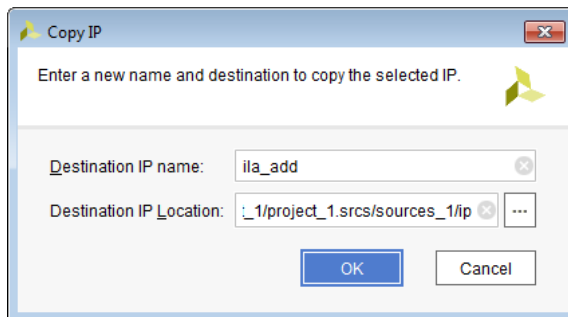 Copy IP
Enter a new name and destination to copy the selected IP.
Destination IP name: ila_add
Destination IP Location: :_1/project_1.srcs/sources_1/ip ...
OK Cancel